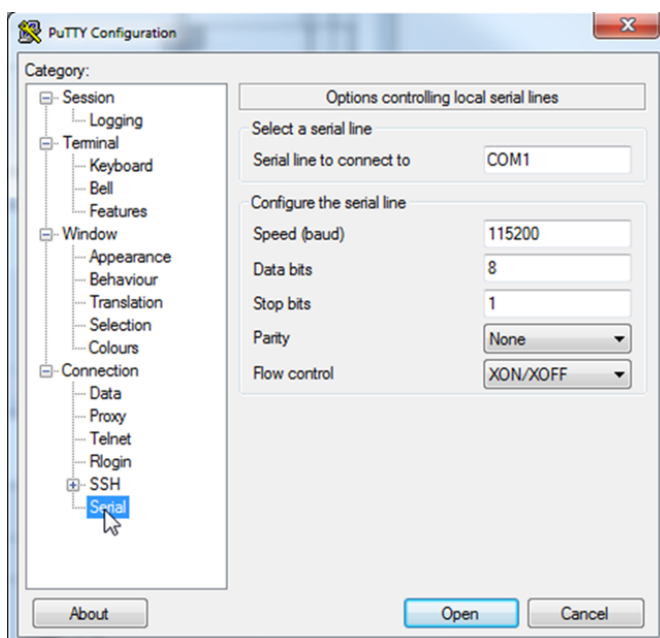 PuTTY Configuration
Category:
Session
Logging
Terminal
Keyboard
Bell
Features
Window
Appearance
Behaviour
Translation
Selection
Colours
Connection
Data
Proxy
Telnet
Rlogin
SSH
Serial
Options controlling local serial lines
Select a serial line
Serial line to connect to COM1
Configure the serial line
Speed (baud) 115200
Data bits 8
Stop bits 1
Parity None
Flow control XON/XOFF
About Open Cancel